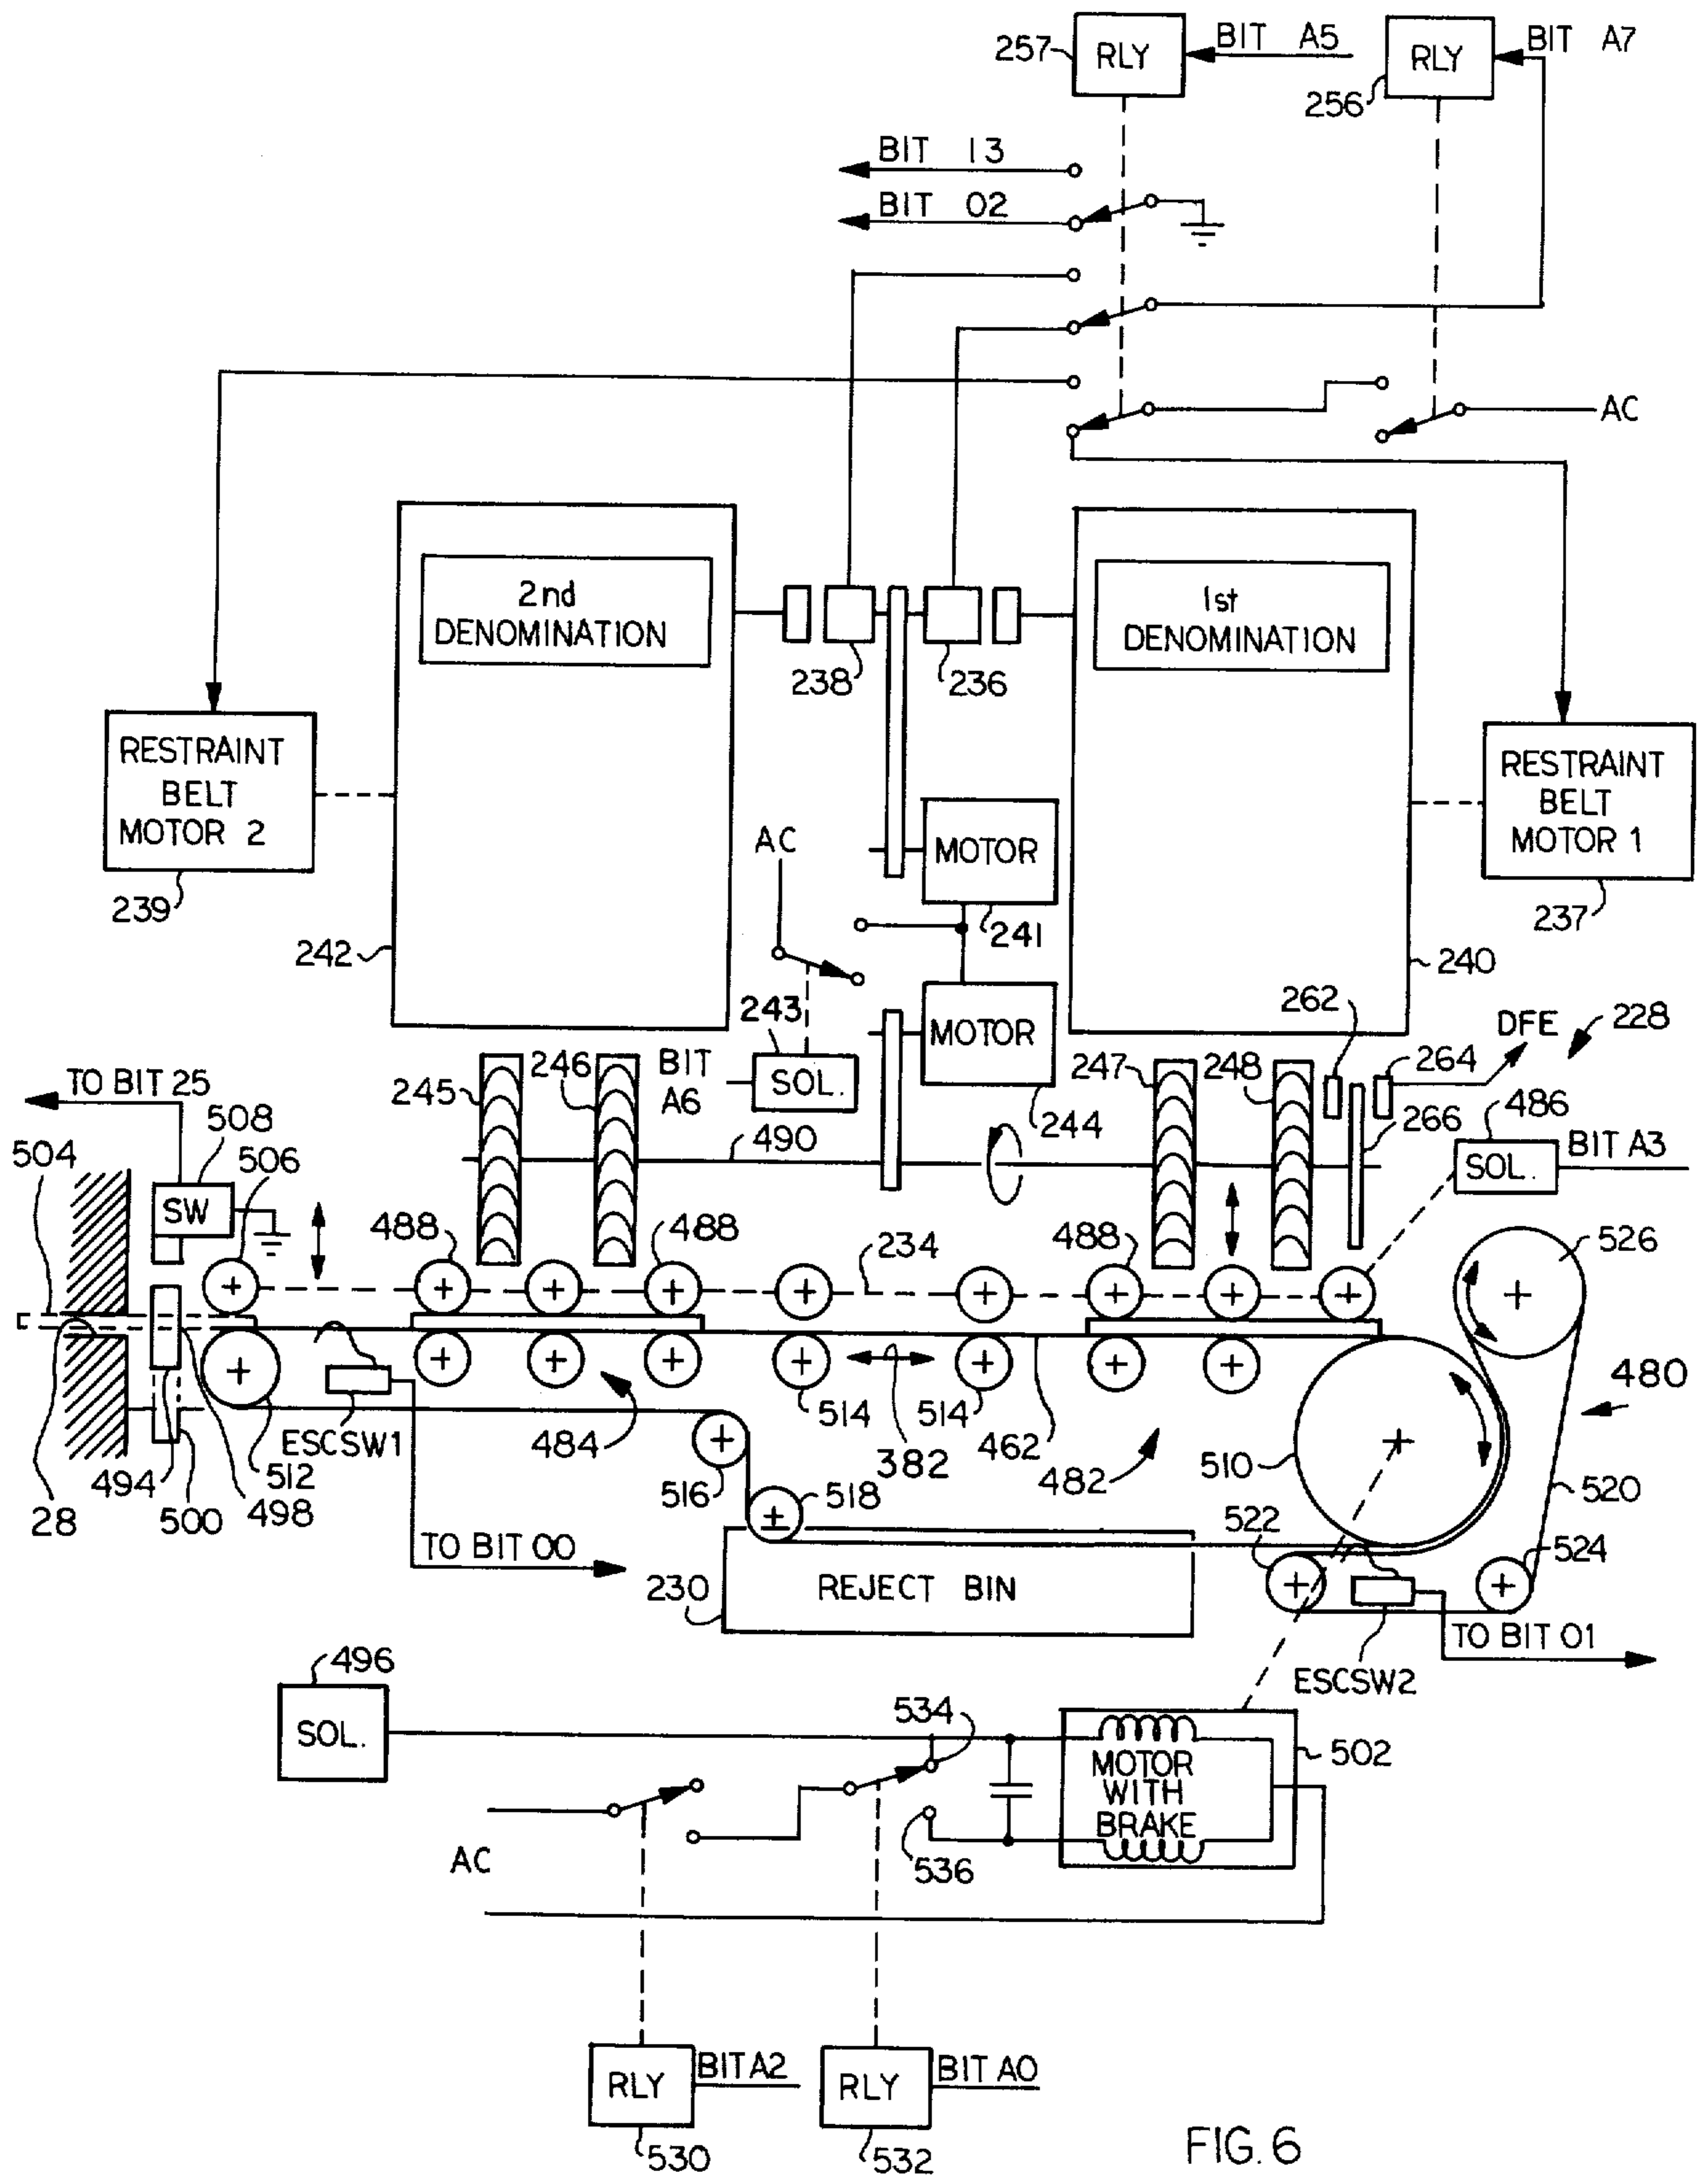 257
RLY
BIT A5
RLY
256
BIT A7
BIT 13
BIT 02
AC
2nd
DENOMINATION
238
236
1st
DENOMINATION
RESTRAINT
BELT
MOTOR 2
239
242
AC
MOTOR
241
RESTRAINT
BELT
MOTOR 1
237
240
243
SOL.
BIT
A6
MOTOR
244
262
264
DFE
228
TO BIT 25
508
245
246
247
248
266
486
SOL.
BIT A3
504
506
SW
490
488
488
234
488
526
480
28
494
500
498
512
ESCSW1
484
516
514
514
382
462
482
510
520
518
522
524
TO BIT 00
230
REJECT BIN
TO BIT 01
ESCSW2
496
SOL.
534
502
MOTOR
WITH
BRAKE
536
AC
RLY
BIT A2
530
RLY
BIT A0
532
FIG. 6